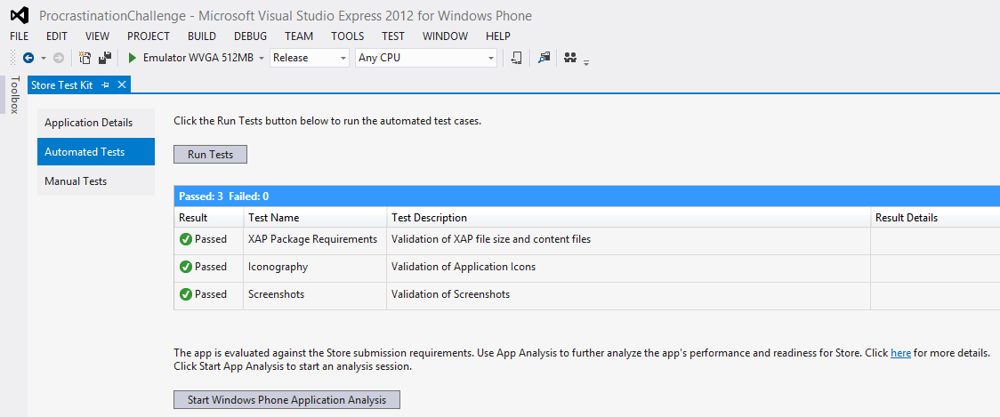 ProcrastinationChallenge - Microsoft Visual Studio Express 2012 for Windows Phone
FILE EDIT VIEW PROJECT BUILD DEBUG TEAM TOOLS TEST WINDOW HELP
Emulator WVGA 512MB Release Any CPU
Toolbox
Store Test Kit
Application Details
Automated Tests
Manual Tests
Click the Run Tests button below to run the automated test cases.
Run Tests
Passed: 3 Failed: 0
Result Test Name Test Description Result Details
Passed XAP Package Requirements Validation of XAP file size and content files
Passed Iconography Validation of Application Icons
Passed Screenshots Validation of Screenshots
The app is evaluated against the Store submission requirements. Use App Analysis to further analyze the app's performance and readiness for Store. Click here for more details.
Click Start App Analysis to start an analysis session.
Start Windows Phone Application Analysis